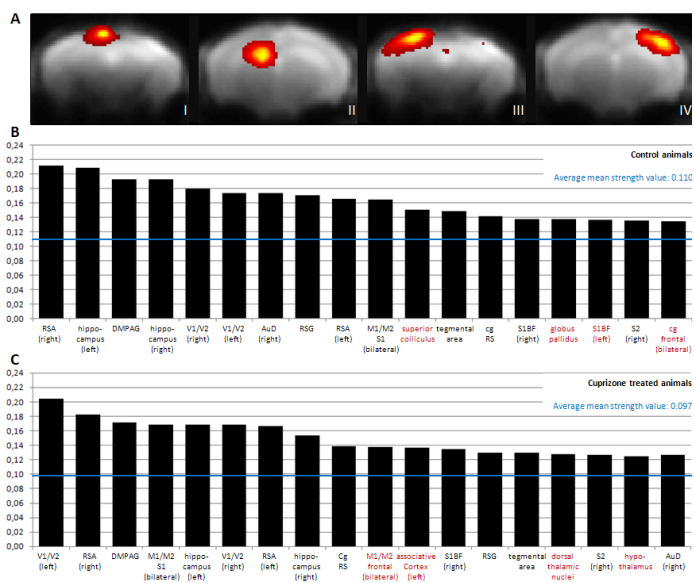 A
I
II
III
IV
B
0,24
0,22
0,20
0,18
0,16
0,14
0,12
0,10
0,08
0,06
0,04
0,02
0,00
Control animals
Average mean strength value: 0.110
RSA
(right)
hippo-
campus
(left)
DMPAG
hippo-
campus
(right)
V1/V2
(right)
V1/V2
(left)
AuD
(right)
RSG
RSA
(left)
M1/M2
S1
(bilateral)
superior
colliculus
tegmental
area
cg
RS
S1BF
(right)
globus
pallidus
S1BF
(left)
S2
(right)
cg
frontal
(bilateral)
C
0,24
0,22
0,20
0,18
0,16
0,14
0,12
0,10
0,08
0,06
0,04
0,02
0,00
Cuprizone treated animals
Average mean strength value: 0.097
V1/V2
(left)
RSA
(right)
DMPAG
M1/M2
S1
(bilateral)
hippo-
campus
(left)
V1/V2
(right)
RSA
(left)
hippo-
campus
(right)
Cg
RS
M1/M2
frontal
(bilateral)
associative
Cortex
(left)
S1BF
(right)
RSG
tegmental
area
dorsal
thalamic
nuclei
S2
(right)
hypo-
thalamus
AuD
(right)